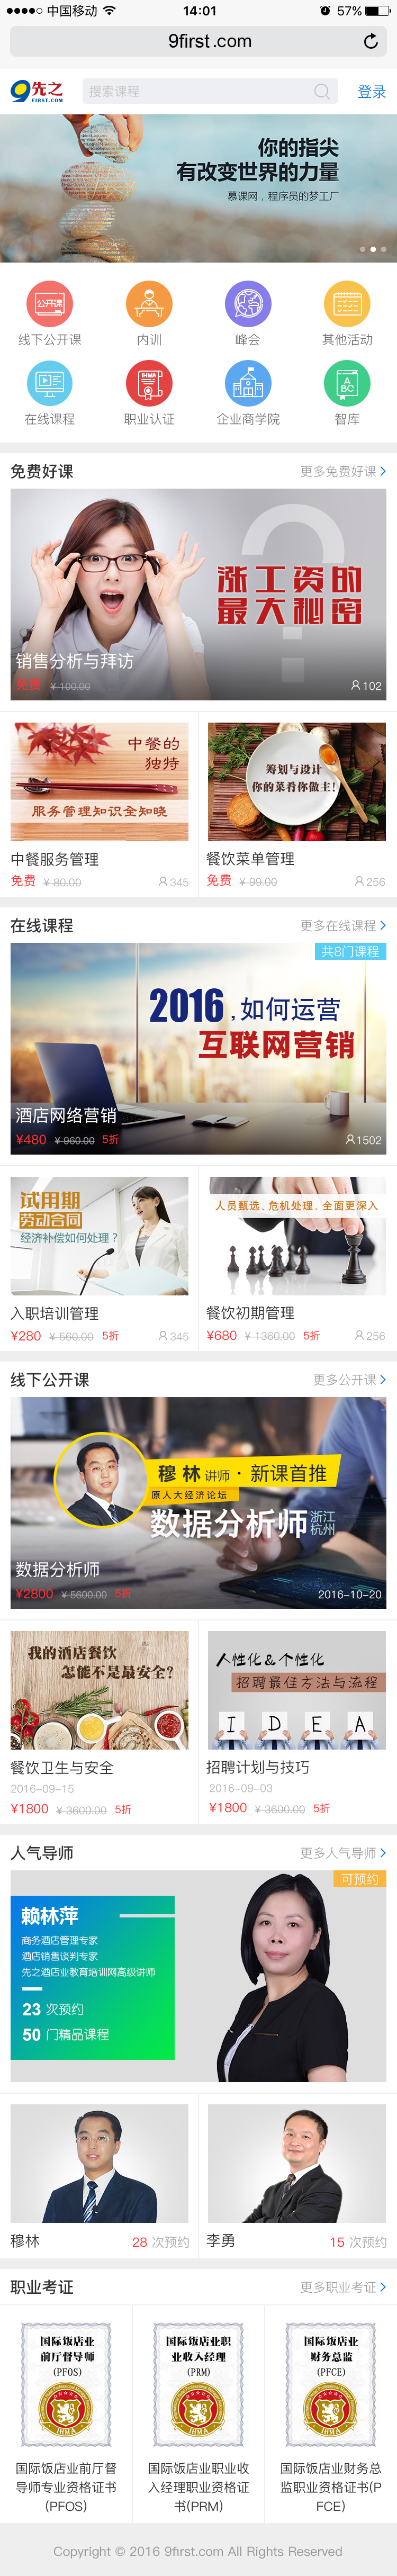 中国移动 14:01 57%
9first.com
先之
FIRST.COM
搜索课程
登录
你的指尖
有改变世界的力量
慕课网，程序员的梦工厂
公开课
IHMA
A
BC
线下公开课 内训 峰会 其他活动
在线课程 职业认证 企业商学院 智库
免费好课 更多免费好课
涨工资的
最大秘密
?
销售分析与拜访
免费 ¥ 100.00 102
中餐的
独特
服务管理知识全知晓
筹划与设计
你的菜看你做主!
中餐服务管理 餐饮菜单管理
免费 ¥ 80.00 345 免费 ¥ 99.00 256
在线课程 更多在线课程
共8门课程
2016，如何运营
互联网营销
酒店网络营销
¥480 ¥ 960.00 5折 1502
试用期
劳动合同
经济补偿如何处理？
人员甄选、危机处理，全面更深入
入职培训管理 餐饮初期管理
¥280 ¥ 560.00 5折 345 ¥680 ¥ 1360.00 5折 256
线下公开课 更多公开课
穆林 讲师 · 新课首推
原人大经济论坛
数据分析师 浙江
杭州
数据分析师
¥2800 ¥ 5600.00 5折 2016-10-20
我的酒店餐饮
怎能不是最安全?
人性化&个性化
招聘最佳方法与流程
I D E A
餐饮卫生与安全 招聘计划与技巧
2016-09-15 2016-09-03
¥1800 ¥ 3600.00 5折 ¥1800 ¥ 3600.00 5折
人气导师 更多人气导师
可预约
赖林萍
商务酒店管理专家
酒店销售谈判专家
先之酒店业教育培训网高级讲师
23 次预约
50 门精品课程
穆林 28 次预约 李勇 15 次预约
职业考证 更多职业考证
国际饭店业
前厅督导师
(PFOS)
IHMA
国际饭店业职
业收入经理
(PRM)
IHMA
国际饭店业
财务总监
(PFCE)
IHMA
国际饭店业前厅督
导师专业资格证书
(PFOS)
国际饭店业职业收
入经理职业资格证
书(PRM)
国际饭店业财务总
监职业资格证书(P
FCE)
Copyright © 2016 9first.com All Rights Reserved